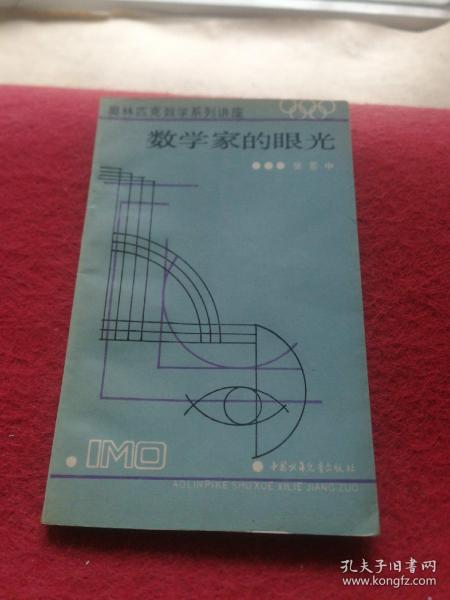 奥林匹克数学系列讲座
数学家的眼光
张景中
IMO
中国少年儿童出版社
AOLINPIKE SHUXUE XILIE JIANGZUO
孔夫子旧书网
www.kongfz.com